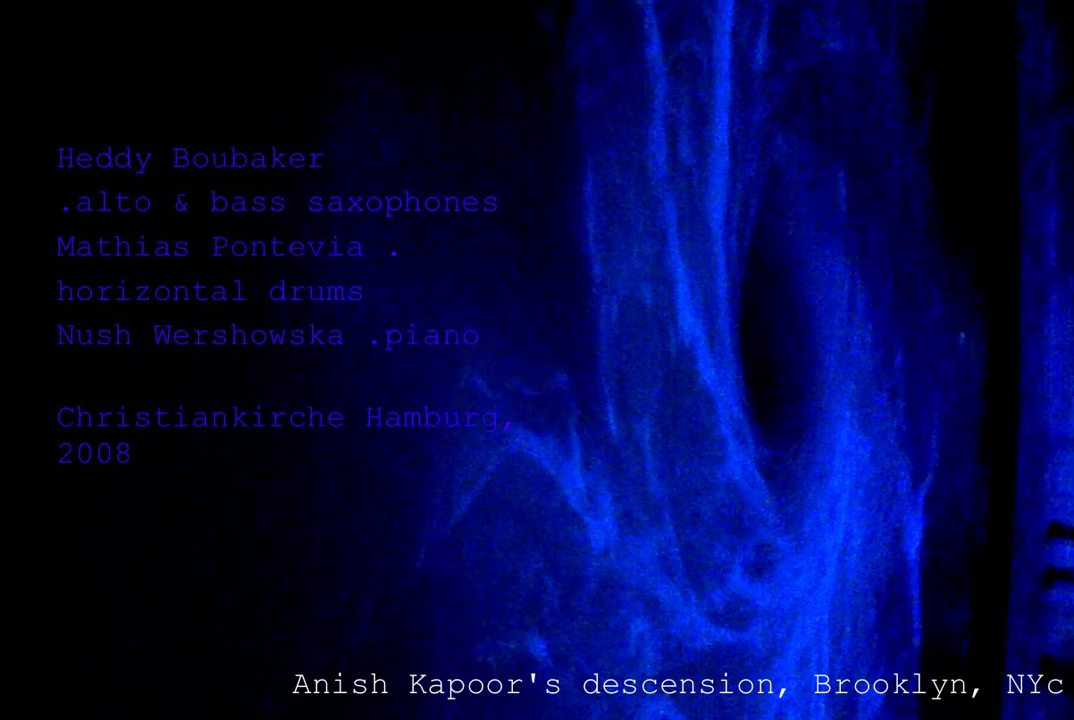 Heddy Boubaker
.alto & bass saxophones
Mathias Pontevia .
horizontal drums
Nush Wershowska .piano
Christiankirche Hamburg,
2008
Anish Kapoor's descension, Brooklyn, NYc